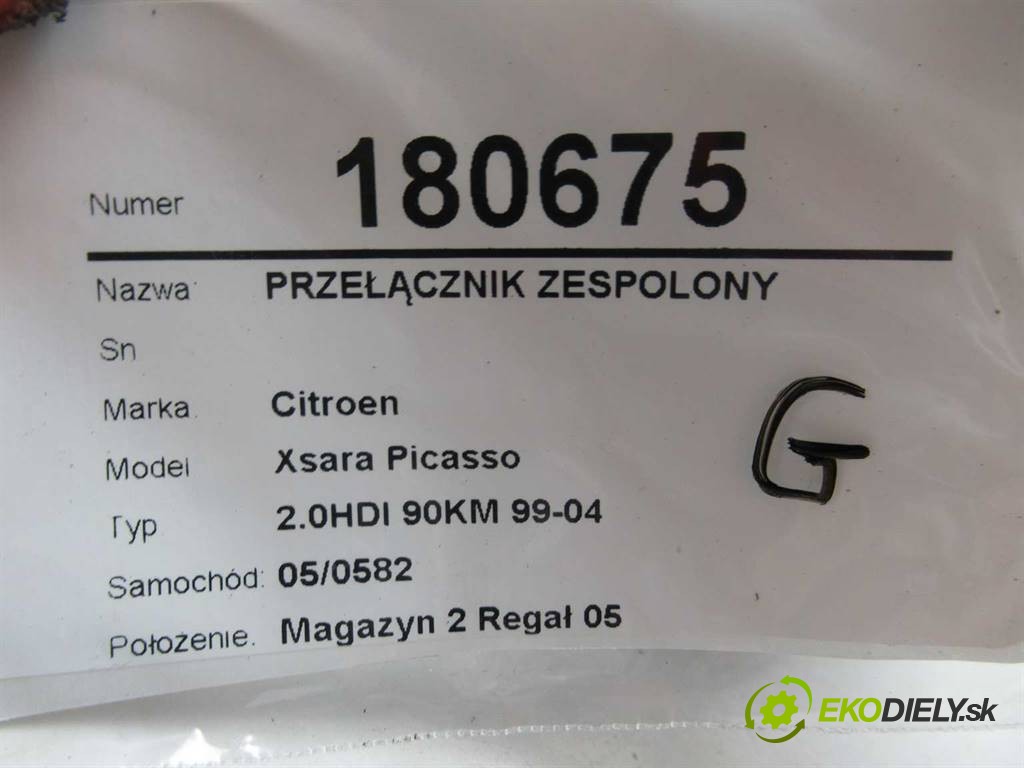 Numer 180675
Nazwa PRZEŁĄCZNIK ZESPOLONY
Sn
Marka Citroen
Model Xsara Picasso
Typ 2.0HDI 90KM 99-04
Samochód: 05/0582
Położenie. Magazyn 2 Regał 05
G
EKODIELY.sk